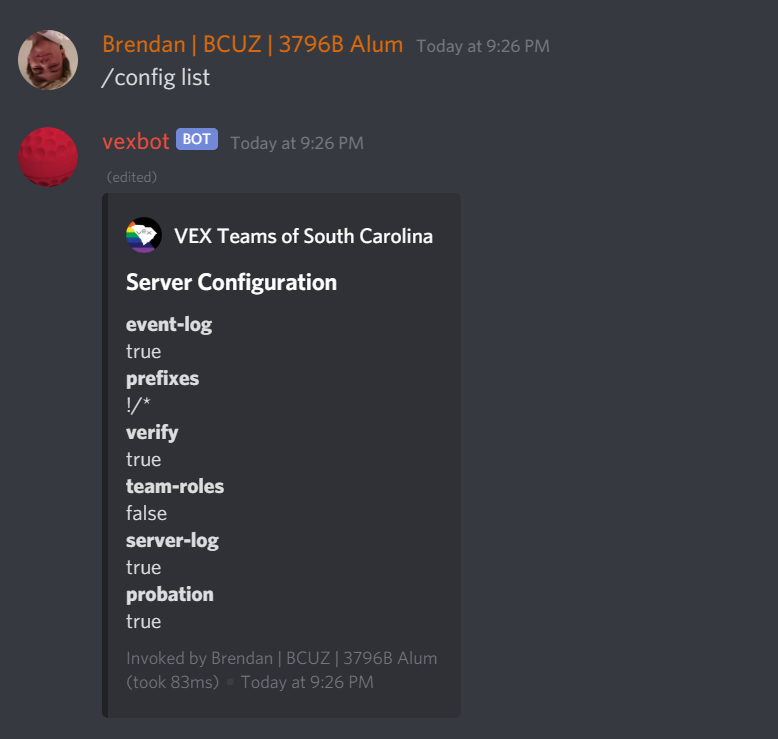 Brendan | BCUZ | 3796B Alum Today at 9:26 PM
/config list
vexbot BOT Today at 9:26 PM
(edited)
VEX Teams of South Carolina
Server Configuration
event-log
true
prefixes
!/*
verify
true
team-roles
false
server-log
true
probation
true
Invoked by Brendan | BCUZ | 3796B Alum
(took 83ms) • Today at 9:26 PM